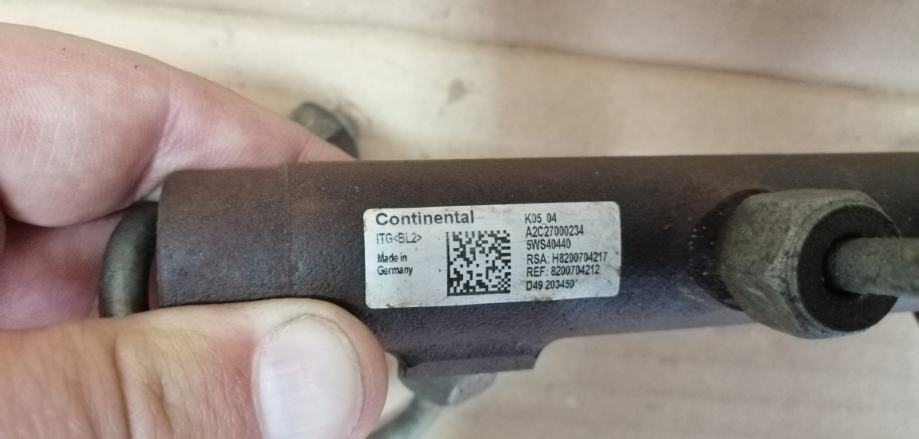 Continental
ITG<BL2>
Made in
Germany
K05_04
A2C27000234
5WS40440
RSA: H8200704217
REF: 8200704212
D49 203450